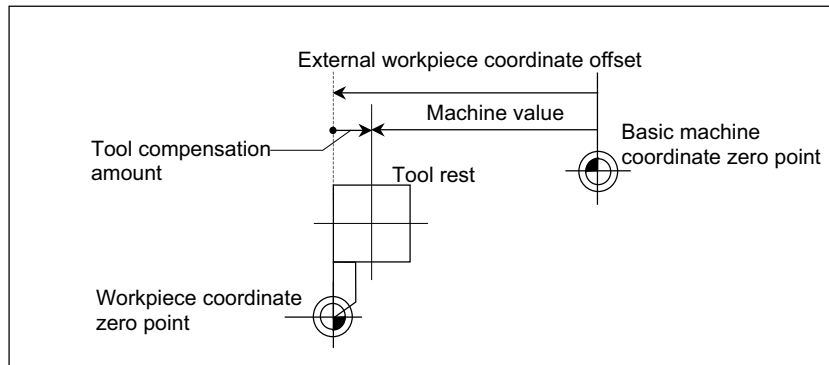 External workpiece coordinate offset
Machine value
Basic machine
coordinate zero point
Tool compensation
amount
Tool rest
Workpiece coordinate
zero point